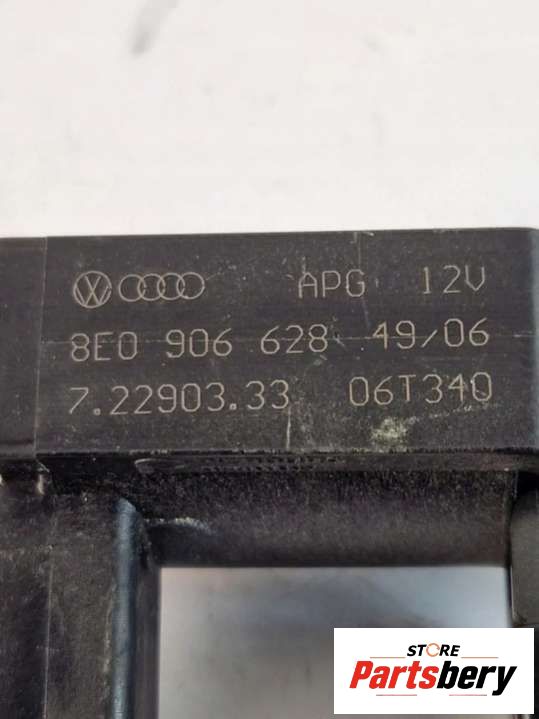 APG 12V
8E0 906 628 49/06
7.22903.33 06T340
STORE
Partsbery